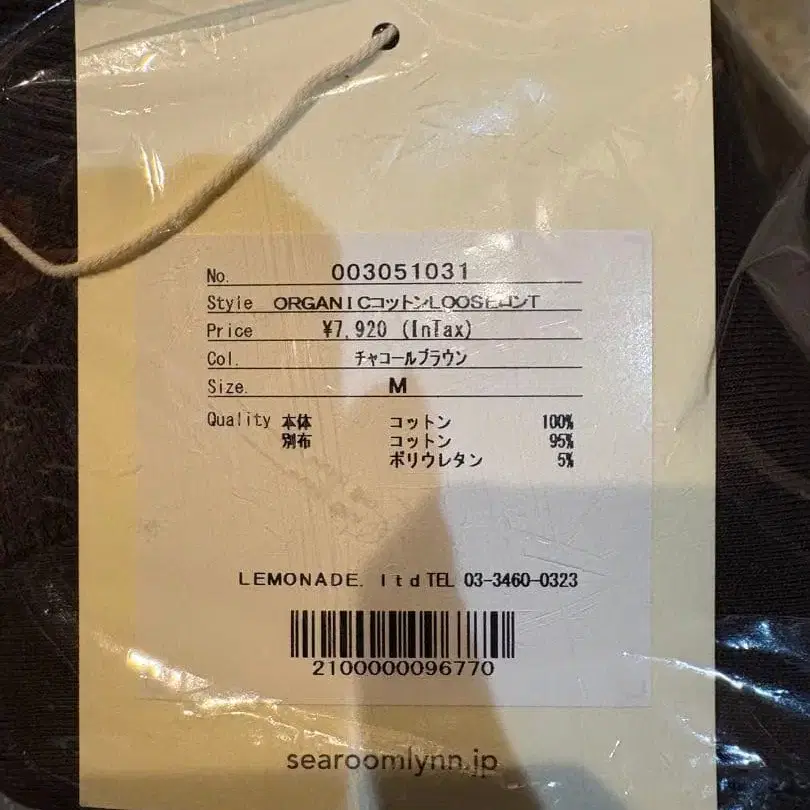 No. 003051031
Style ORGANICコットンLOOSEロンT
Price ¥7,920 (InTax)
Col. チャコールブラウン
Size. M
Quality 本体 コットン 100%
別布 コットン 95%
ポリウレタン 5%
LEMONADE. ltd TEL 03-3460-0323
2100000096770
searoomlynn.jp